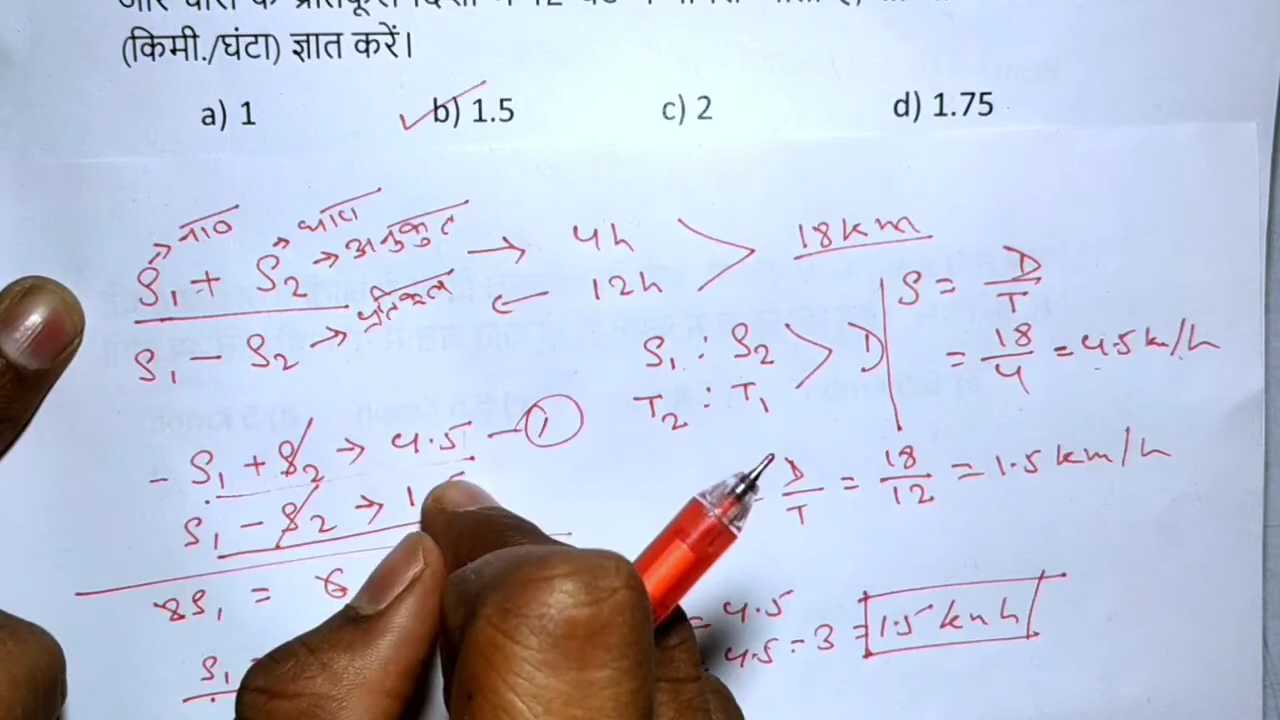 (किमी./घंटा) ज्ञात करें।
a) 1 b) 1.5 c) 2 d) 1.75
नाव धारा
S₁ + S₂ → अनुकुल → 4h
18km
S₁ - S₂ → प्रतिकूल ← 12h
S = D/T
S₁ : S₂ > D
= 18/4 = 4.5 km/h
T₂ : T₁
- S₁ + S₂ → 4.5 - ①
D/T = 18/12 = 1.5 km/h
S₁ - S₂ → 1
2S₁ = 6
= 4.5
S₁
4.5 - 3 = 1.5 kmh